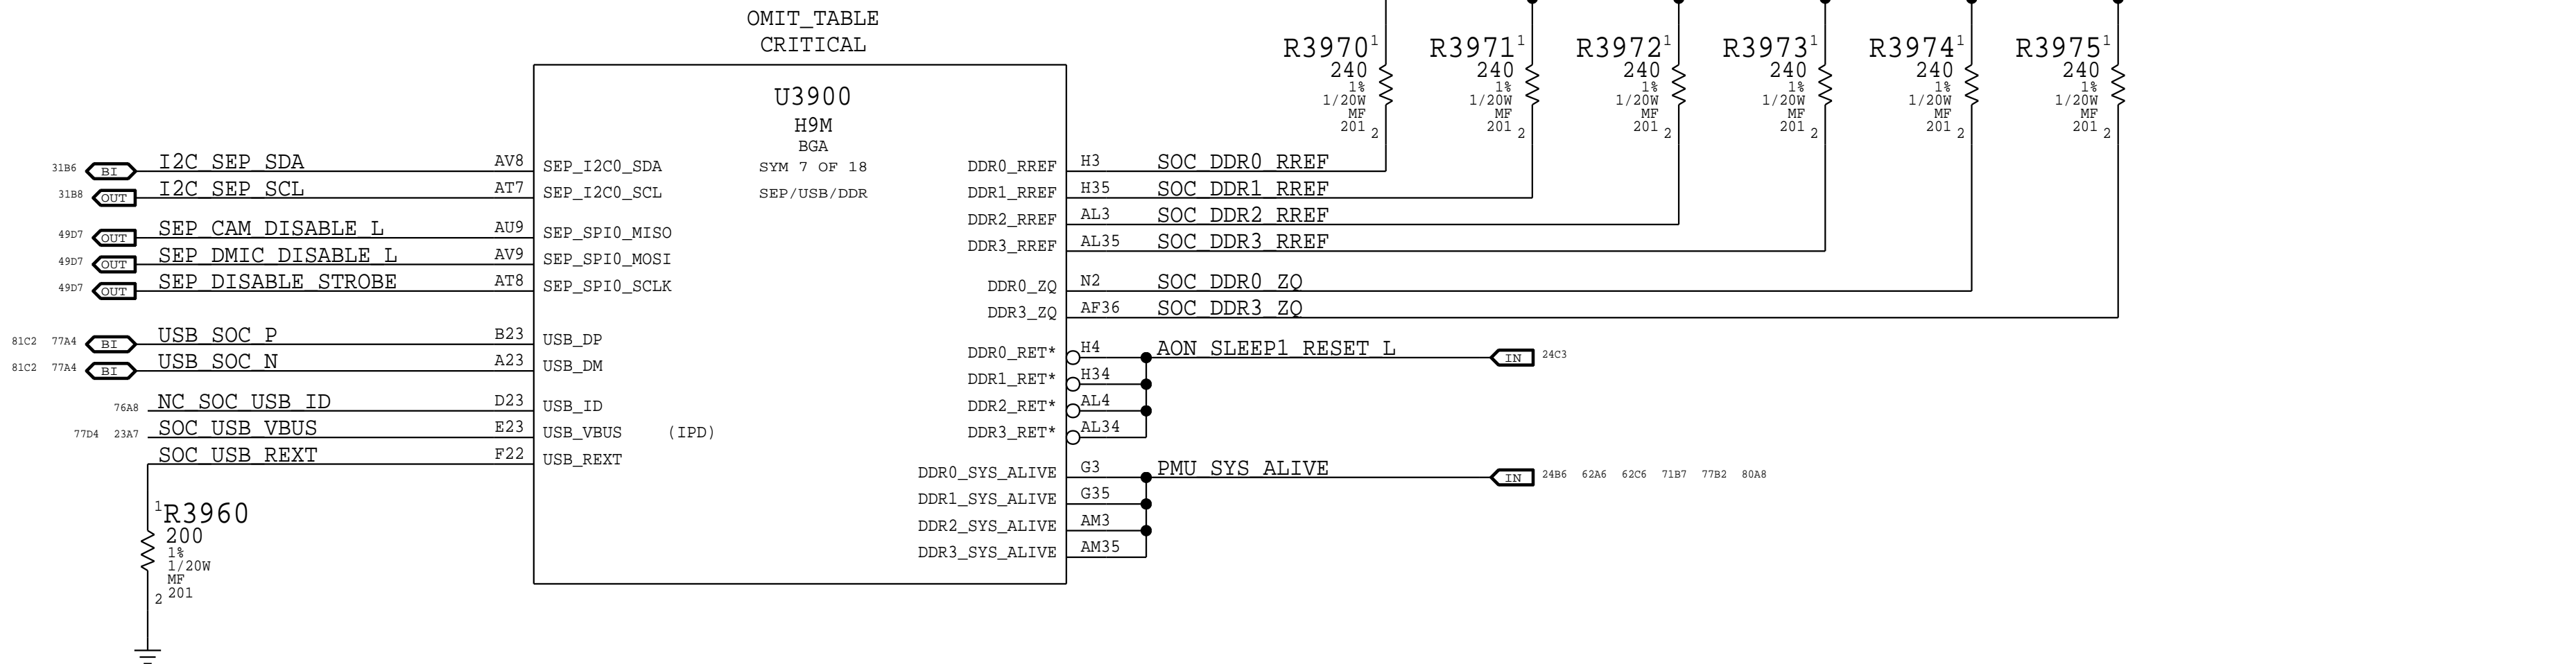 OMIT_TABLE
CRITICAL
U3900
H9M
BGA
SYM 7 OF 18
SEP/USB/DDR
31B6 BI I2C_SEP_SDA AV8 SEP_I2C0_SDA
31B8 OUT I2C_SEP_SCL AT7 SEP_I2C0_SCL
49D7 OUT SEP_CAM_DISABLE_L AU9 SEP_SPI0_MISO
49D7 OUT SEP_DMIC_DISABLE_L AV9 SEP_SPI0_MOSI
49D7 OUT SEP_DISABLE_STROBE AT8 SEP_SPI0_SCLK
81C2 77A4 BI USB_SOC_P B23 USB_DP
81C2 77A4 BI USB_SOC_N A23 USB_DM
76A8 NC_SOC_USB_ID D23 USB_ID
77D4 23A7 SOC_USB_VBUS E23 USB_VBUS (IPD)
SOC_USB_REXT F22 USB_REXT
1 R3960
200
1%
1/20W
MF
201
2
R3970 1
240
1%
1/20W
MF
201 2
R3971 1
240
1%
1/20W
MF
201 2
R3972 1
240
1%
1/20W
MF
201 2
R3973 1
240
1%
1/20W
MF
201 2
R3974 1
240
1%
1/20W
MF
201 2
R3975 1
240
1%
1/20W
MF
201 2
DDR0_RREF H3 SOC_DDR0_RREF
DDR1_RREF H35 SOC_DDR1_RREF
DDR2_RREF AL3 SOC_DDR2_RREF
DDR3_RREF AL35 SOC_DDR3_RREF
DDR0_ZQ N2 SOC_DDR0_ZQ
DDR3_ZQ AF36 SOC_DDR3_ZQ
DDR0_RET* H4 AON_SLEEP1_RESET_L IN 24C3
DDR1_RET* H34
DDR2_RET* AL4
DDR3_RET* AL34
DDR0_SYS_ALIVE G3 PMU_SYS_ALIVE IN 24B6 62A6 62C6 71B7 77B2 80A8
DDR1_SYS_ALIVE G35
DDR2_SYS_ALIVE AM3
DDR3_SYS_ALIVE AM35